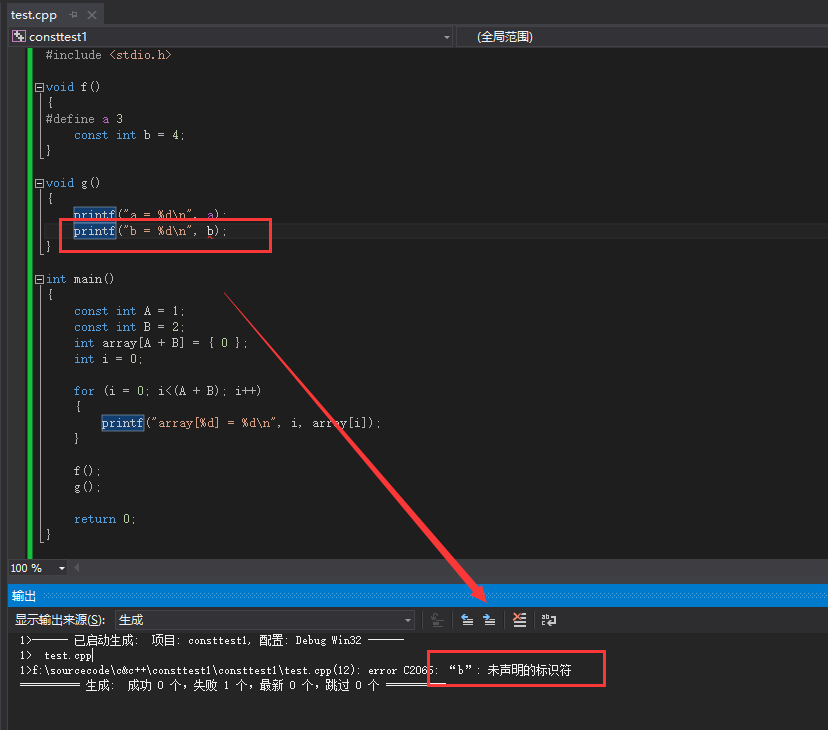 test.cpp
consttest1 (全局范围)
#include <stdio.h>
void f()
{
#define a 3
const int b = 4;
}
void g()
{
printf("a = %d\n", a);
printf("b = %d\n", b);
}
int main()
{
const int A = 1;
const int B = 2;
int array[A + B] = { 0 };
int i = 0;
for (i = 0; i<(A + B); i++)
{
printf("array[%d] = %d\n", i, array[i]);
}
f();
g();
return 0;
}
100 %
输出
显示输出来源(S): 生成
1>------ 已启动生成: 项目: consttest1, 配置: Debug Win32 ------
1> test.cpp
1>f:\sourcecode\c&c++\consttest1\consttest1\test.cpp(12): error C2065: “b”: 未声明的标识符
========== 生成: 成功 0 个，失败 1 个，最新 0 个，跳过 0 个 ==========